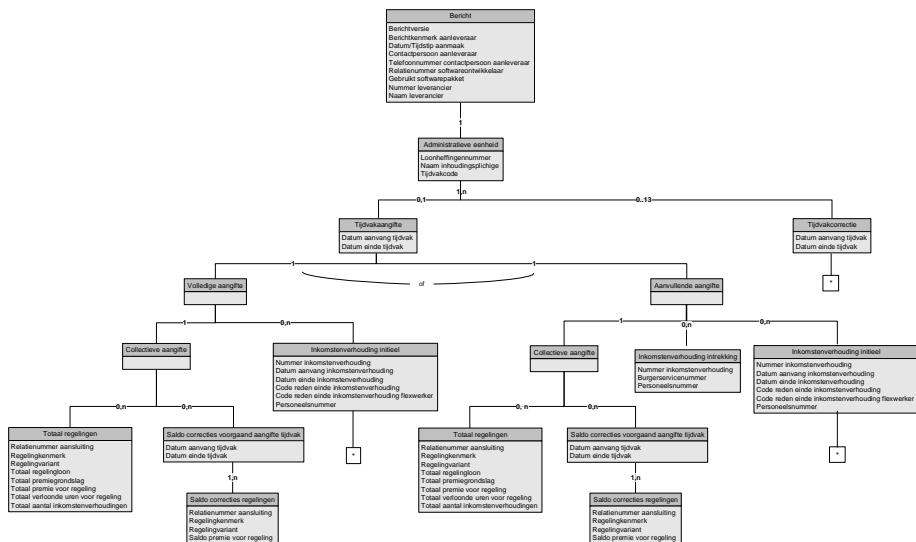 Bericht
Berichtversie
Berichtkenmerk aanleveraar
Datum/Tijdstip aanmaak
Contactpersoon aanleveraar
Telefoonnummer contactpersoon aanleveraar
Relatienummer softwareontwikkelaar
Gebruikt softwarepakket
Nummer leverancier
Naam leverancier
1
Administratieve eenheid
Loonheffingennummer
Naam inhoudingsplichige
Tijdvakcode
1,n
0,1
0..13
Tijdvakaangifte
Datum aanvang tijdvak
Datum einde tijdvak
Tijdvakcorrectie
Datum aanvang tijdvak
Datum einde tijdvak
*
1
of
1
Volledige aangifte
Aanvullende aangifte
1
0,n
1
0,n
0,n
Collectieve aangifte
Inkomstenverhouding initieel
Nummer inkomstenverhouding
Datum aanvang inkomstenverhouding
Datum einde inkomstenverhouding
Code reden einde inkomstenverhouding
Code reden einde inkomstenverhouding flexwerker
Personeelsnummer
*
Collectieve aangifte
Inkomstenverhouding intrekking
Nummer inkomstenverhouding
Burgerservicenummer
Personeelsnummer
Inkomstenverhouding initieel
Nummer inkomstenverhouding
Datum aanvang inkomstenverhouding
Datum einde inkomstenverhouding
Code reden einde inkomstenverhouding
Code reden einde inkomstenverhouding flexwerker
Personeelsnummer
*
0,n
0,n
0, n
0,n
Totaal regelingen
Relatienummer aansluiting
Regelingkenmerk
Regelingvariant
Totaal regelingloon
Totaal premiegrondslag
Totaal premie voor regeling
Totaal verloonde uren voor regeling
Totaal aantal inkomstenverhoudingen
Saldo correcties voorgaand aangifte tijdvak
Datum aanvang tijdvak
Datum einde tijdvak
1,n
Saldo correcties regelingen
Relatienummer aansluiting
Regelingkenmerk
Regelingvariant
Saldo premie voor regeling
Totaal regelingen
Relatienummer aansluiting
Regelingkenmerk
Regelingvariant
Totaal regelingloon
Totaal premiegrondslag
Totaal premie voor regeling
Totaal verloonde uren voor regeling
Totaal aantal inkomstenverhoudingen
Saldo correcties voorgaand aangifte tijdvak
Datum aanvang tijdvak
Datum einde tijdvak
1,n
Saldo correcties regelingen
Relatienummer aansluiting
Regelingkenmerk
Regelingvariant
Saldo premie voor regeling